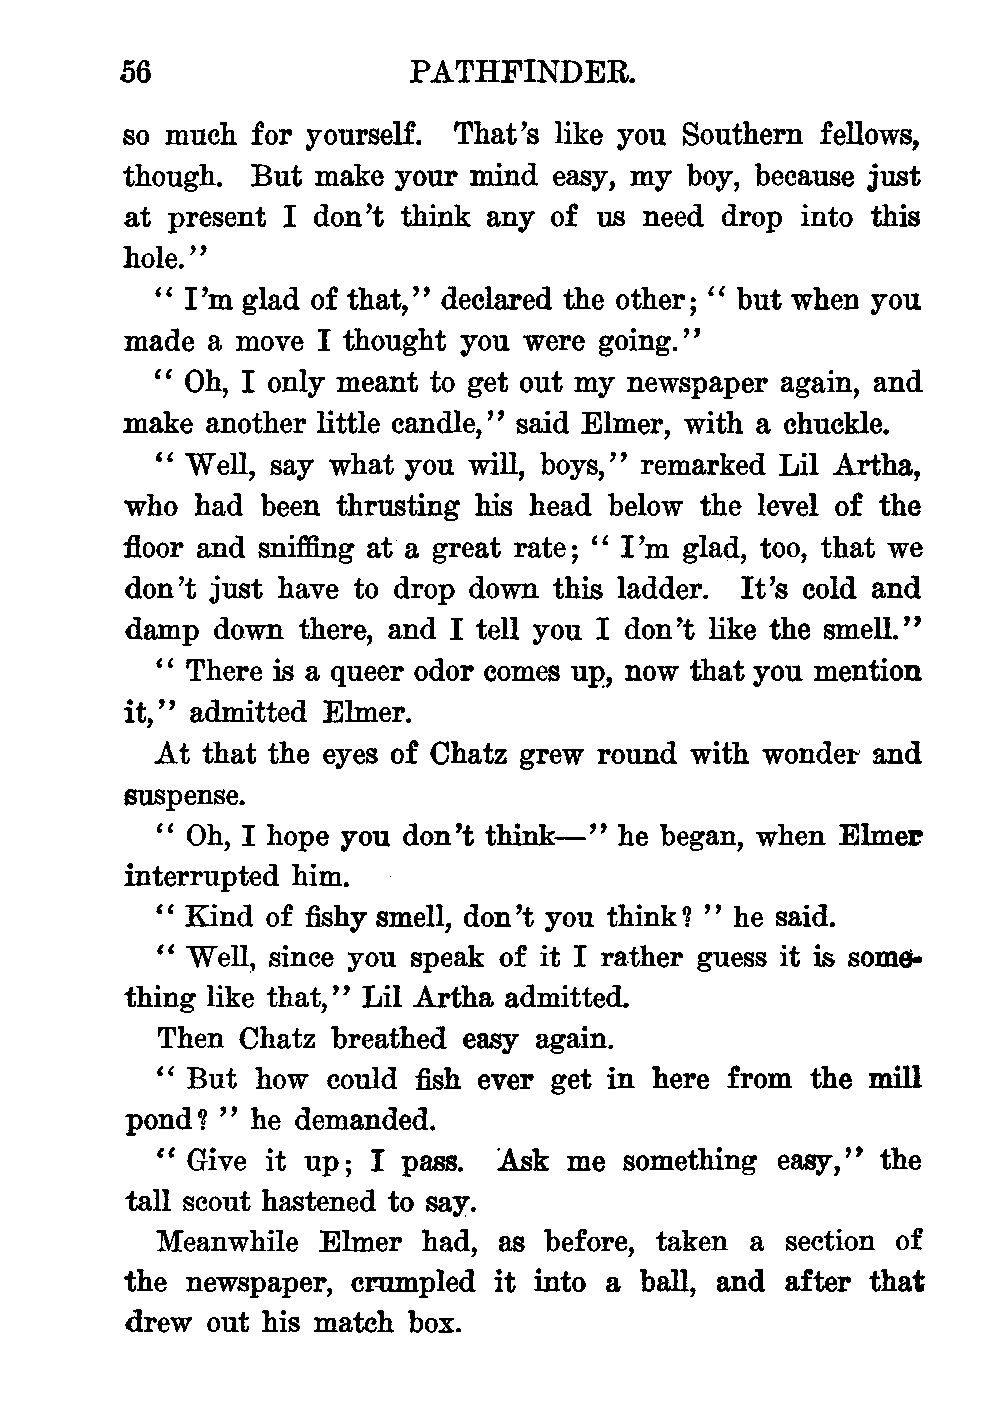 56 PATHFINDER.
so much for yourself. That's like you Southern fellows,
though. But make your mind easy, my boy, because just
at present I don't think any of us need drop into this
hole."
" I'm glad of that," declared the other; " but when you
made a move I thought you were going."
" Oh, I only meant to get out my newspaper again, and
make another little candle," said Elmer, with a chuckle.
" Well, say what you will, boys," remarked Lil Artha,
who had been thrusting his head below the level of the
floor and sniffing at a great rate; " I'm glad, too, that we
don't just have to drop down this ladder. It's cold and
damp down there, and I tell you I don't like the smell."
" There is a queer odor comes up, now that you mention
it," admitted Elmer.
At that the eyes of Chatz grew round with wonder and
suspense.
" Oh, I hope you don't think—" he began, when Elmer
interrupted him.
" Kind of fishy smell, don't you think? " he said.
" Well, since you speak of it I rather guess it is some-
thing like that," Lil Artha admitted.
Then Chatz breathed easy again.
" But how could fish ever get in here from the mill
pond? " he demanded.
" Give it up; I pass. Ask me something easy," the
tall scout hastened to say.
Meanwhile Elmer had, as before, taken a section of
the newspaper, crumpled it into a ball, and after that
drew out his match box.